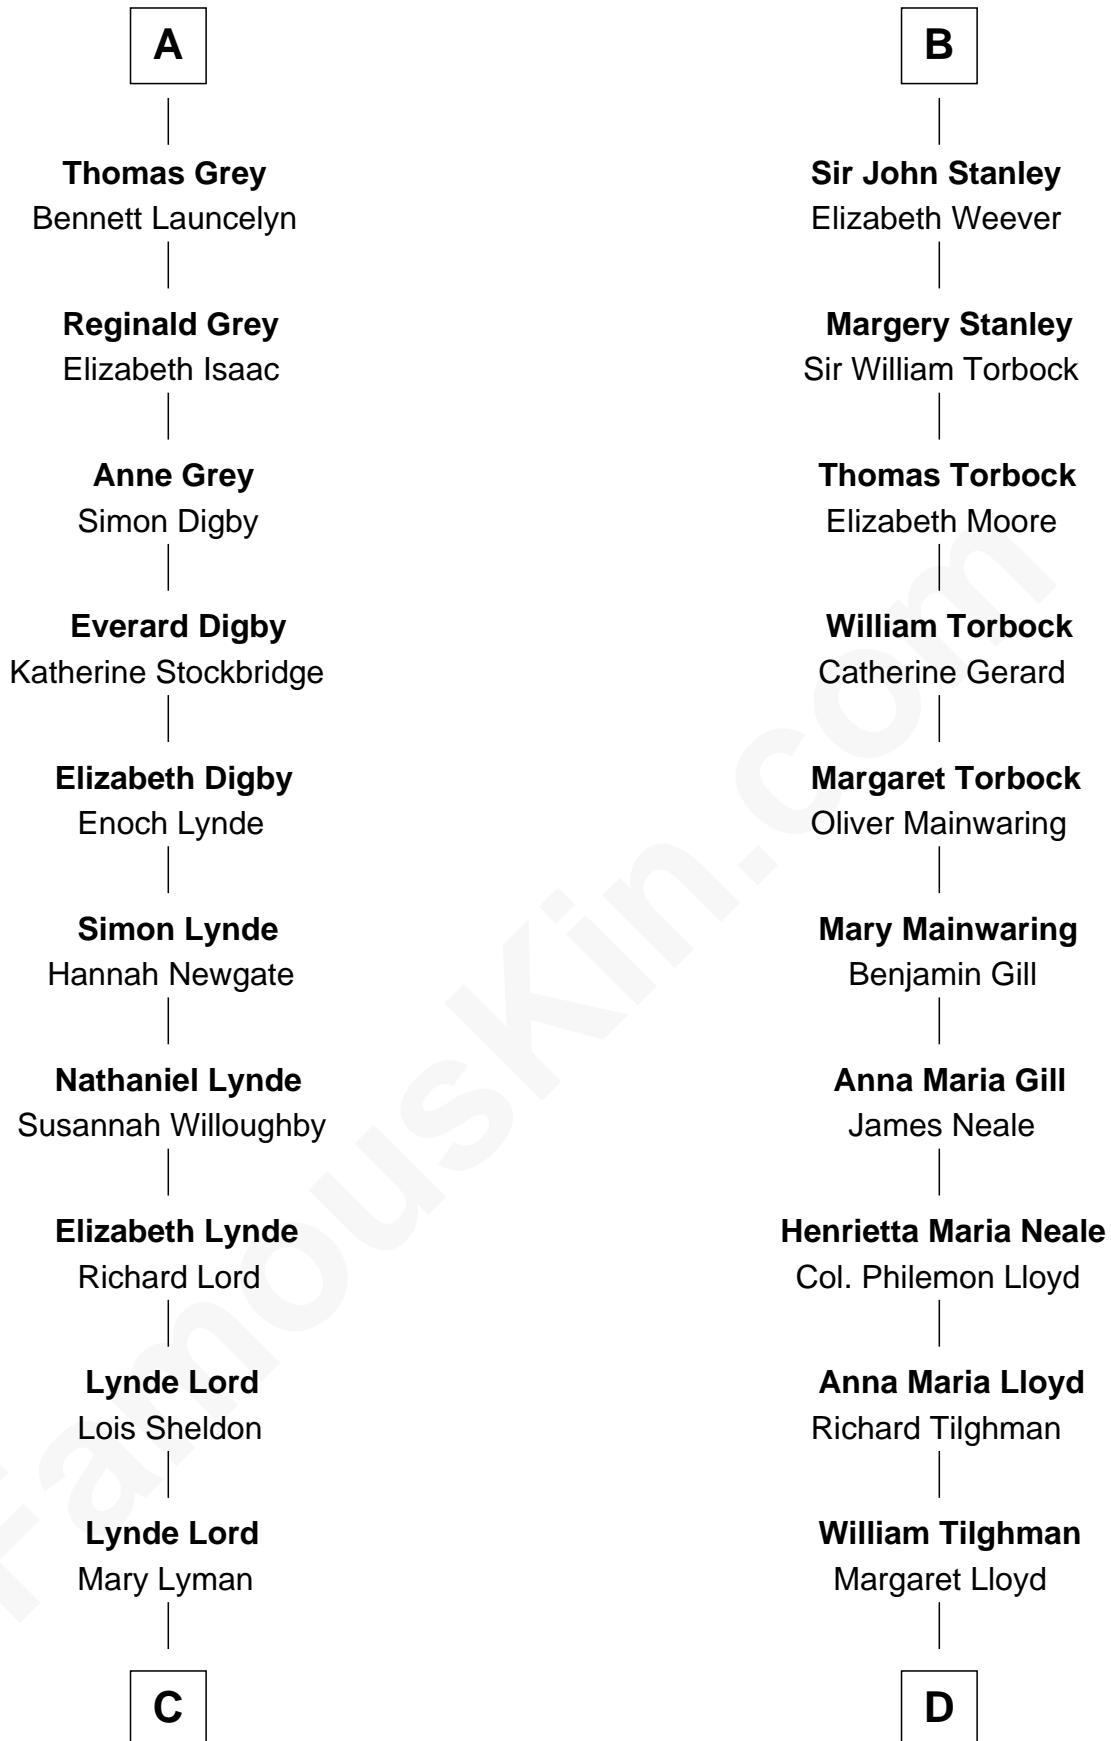 A
Thomas Grey
Bennett Launcelyn
Reginald Grey
Elizabeth Isaac
Anne Grey
Simon Digby
Everard Digby
Katherine Stockbridge
Elizabeth Digby
Enoch Lynde
Simon Lynde
Hannah Newgate
Nathaniel Lynde
Susannah Willoughby
Elizabeth Lynde
Richard Lord
Lynde Lord
Lois Sheldon
Lynde Lord
Mary Lyman
C
B
Sir John Stanley
Elizabeth Weever
Margery Stanley
Sir William Torbock
Thomas Torbock
Elizabeth Moore
William Torbock
Catherine Gerard
Margaret Torbock
Oliver Mainwaring
Mary Mainwaring
Benjamin Gill
Anna Maria Gill
James Neale
Henrietta Maria Neale
Col. Philemon Lloyd
Anna Maria Lloyd
Richard Tilghman
William Tilghman
Margaret Lloyd
D
FamousKin.com